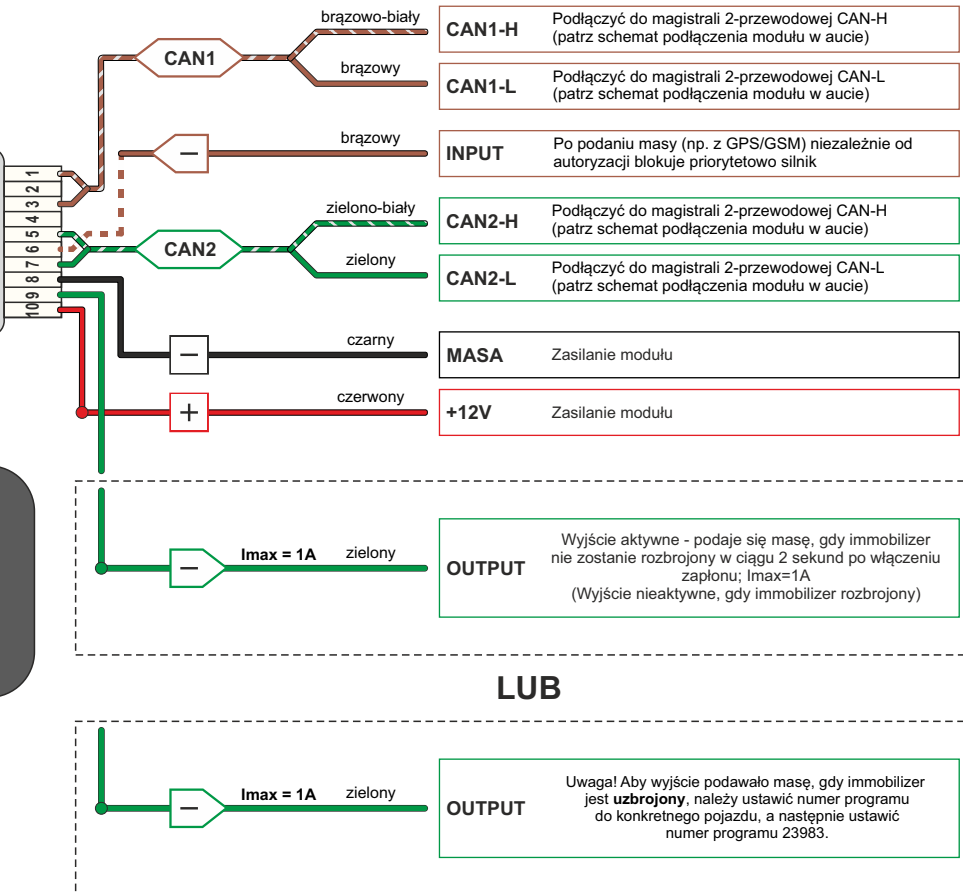 brązowo-biały
CAN1-H
Podłączyć do magistrali 2-przewodowej CAN-H
(patrz schemat podłączenia modułu w aucie)
CAN1
brązowy
CAN1-L
Podłączyć do magistrali 2-przewodowej CAN-L
(patrz schemat podłączenia modułu w aucie)
brązowy
–
INPUT
Po podaniu masy (np. z GPS/GSM) niezależnie od
autoryzacji blokuje priorytetowo silnik
1
2
3
4
5
6
7
8
9
10
zielono-biały
CAN2-H
Podłączyć do magistrali 2-przewodowej CAN-H
(patrz schemat podłączenia modułu w aucie)
CAN2
zielony
CAN2-L
Podłączyć do magistrali 2-przewodowej CAN-L
(patrz schemat podłączenia modułu w aucie)
czarny
–
MASA
Zasilanie modułu
czerwony
+
+12V
Zasilanie modułu
–
Imax = 1A
zielony
OUTPUT
Wyjście aktywne - podaje się masę, gdy immobilizer
nie zostanie rozbrojony w ciągu 2 sekund po włączeniu
zapłonu; Imax=1A
(Wyjście nieaktywne, gdy immobilizer rozbrojony)
LUB
–
Imax = 1A
zielony
OUTPUT
Uwaga! Aby wyjście podawało masę, gdy immobilizer
jest uzbrojony, należy ustawić numer programu
do konkretnego pojazdu, a następnie ustawić
numer programu 23983.